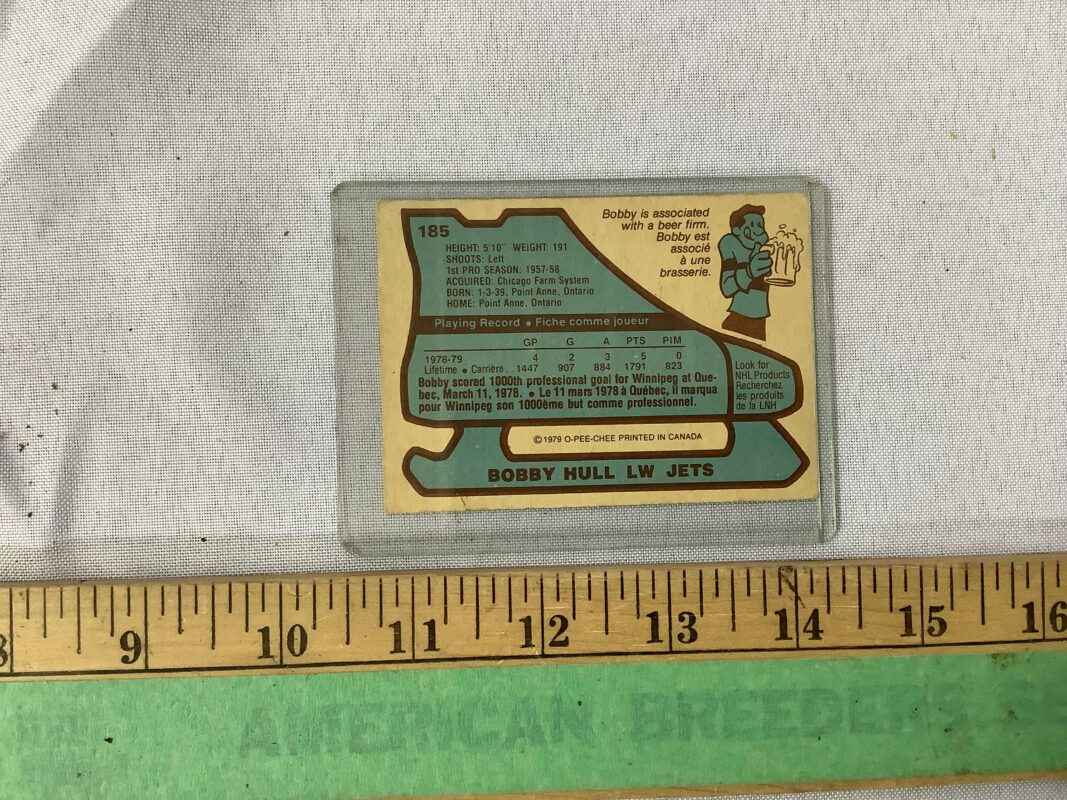 185
HEIGHT: 5'10" WEIGHT: 191
SHOOTS: Left
1st PRO SEASON: 1957-58
ACQUIRED: Chicago Farm System
BORN: 1-3-39, Point Anne, Ontario
HOME: Point Anne, Ontario
Bobby is associated
with a beer firm.
Bobby est
associé
à une
brasserie.
Playing Record • Fiche comme joueur
GP G A PTS PIM
1978-79 4 2 3 5 0
Lifetime • Carrière . . 1447 907 884 1791 823
Bobby scored 1000th professional goal for Winnipeg at Que-
bec, March 11, 1978. • Le 11 mars 1978 à Québec, il marqua
pour Winnipeg son 1000ème but comme professionnel.
Look for
NHL Products
Recherchez
les produits
de la LNH
© 1979 O-PEE-CHEE PRINTED IN CANADA
BOBBY HULL LW JETS
8 9 10 11 12 13 14 15 16
AMERICAN BREEDERS